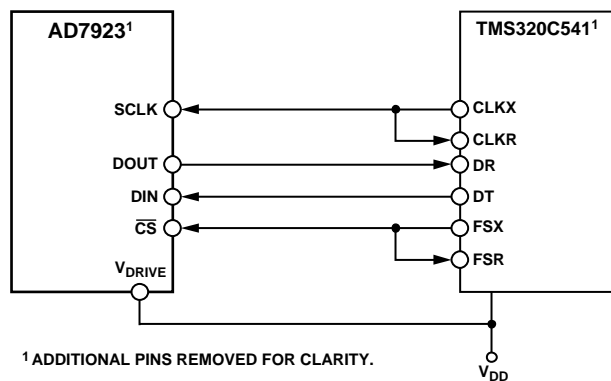 AD7923¹
TMS320C541¹
SCLK
CLKX
CLKR
DOUT
DR
DIN
DT
C̅S̅
FSX
FSR
VDRIVE
¹ ADDITIONAL PINS REMOVED FOR CLARITY.
VDD